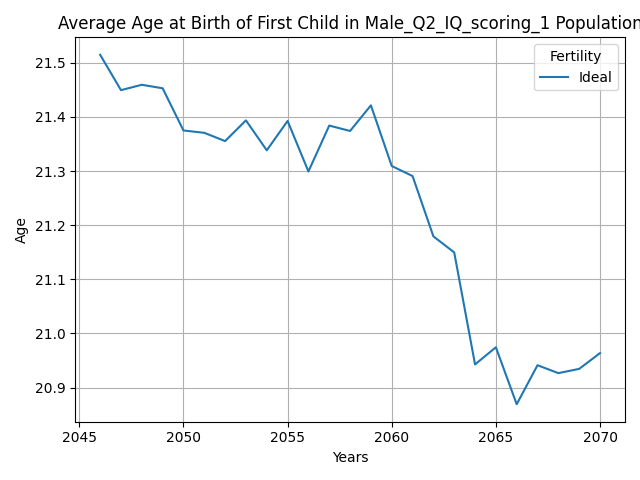 Average Age at Birth of First Child in Male_Q2_IQ_scoring_1 Population
Fertility
Ideal
21.5
21.4
21.3
21.2
21.1
21.0
20.9
Age
2045
2050
2055
2060
2065
2070
Years